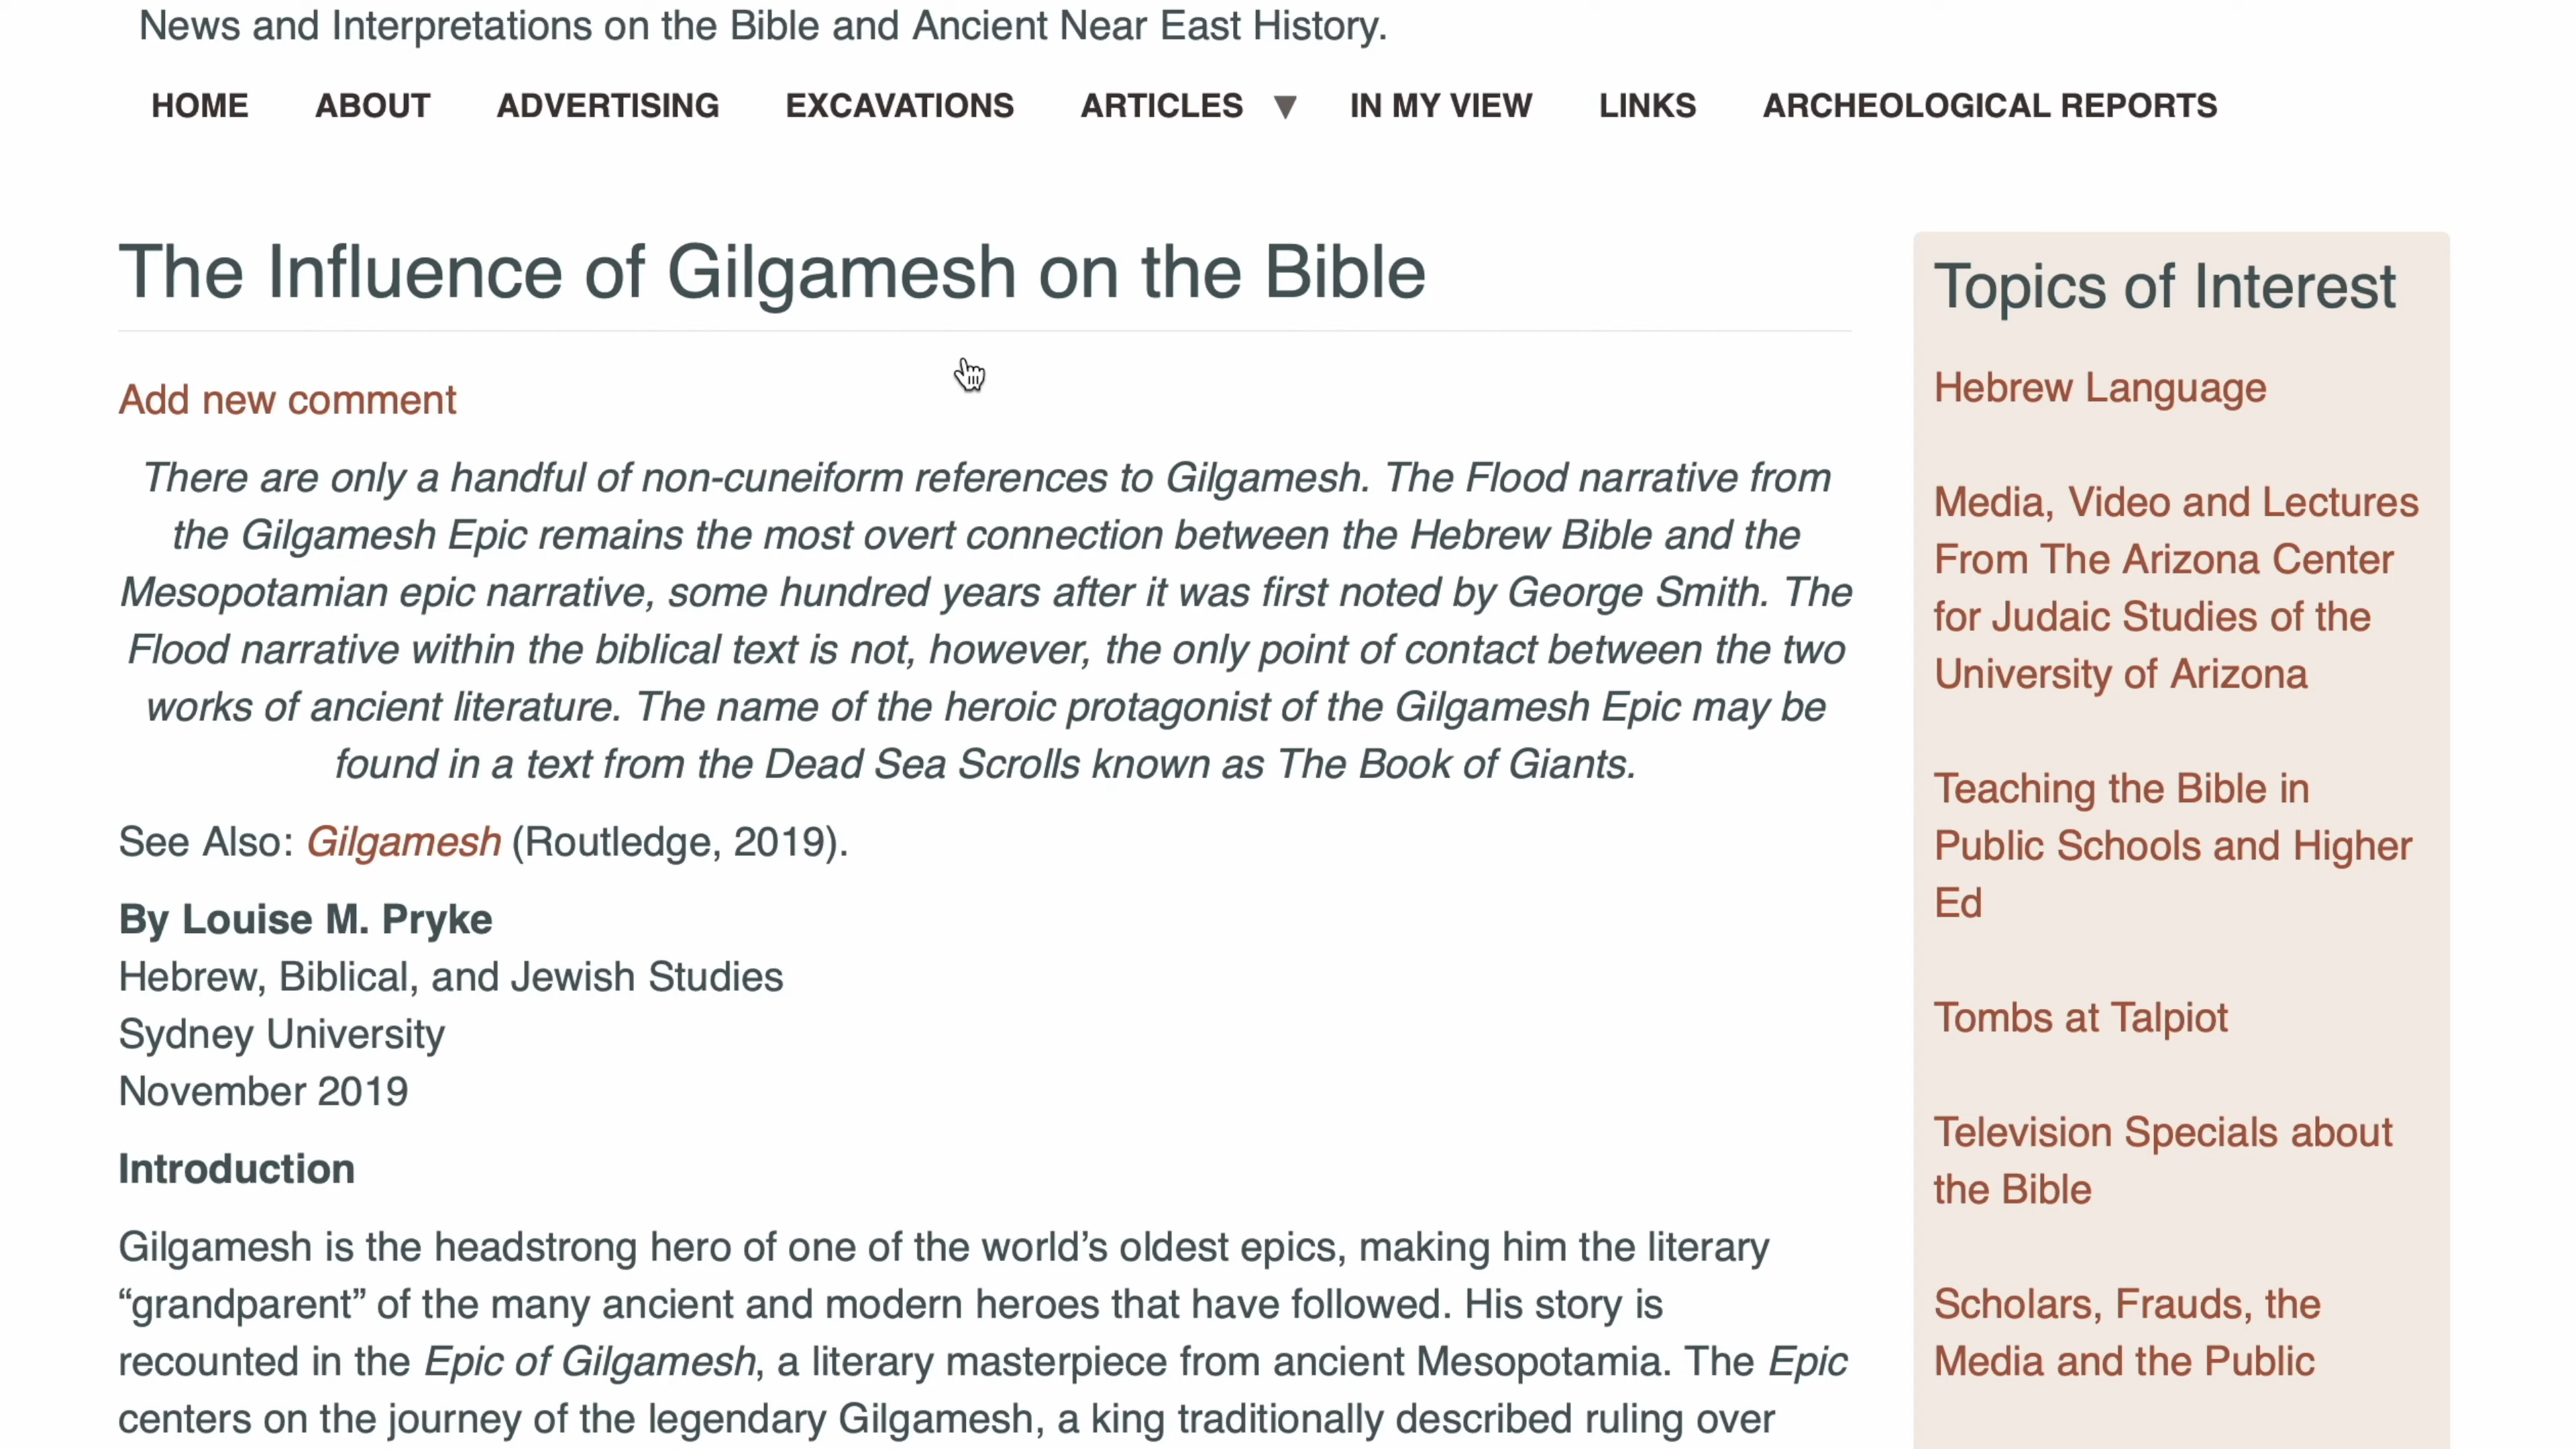 News and Interpretations on the Bible and Ancient Near East History.
HOME ABOUT ADVERTISING EXCAVATIONS ARTICLES ▼ IN MY VIEW LINKS ARCHEOLOGICAL REPORTS
The Influence of Gilgamesh on the Bible
Add new comment
There are only a handful of non-cuneiform references to Gilgamesh. The Flood narrative from
the Gilgamesh Epic remains the most overt connection between the Hebrew Bible and the
Mesopotamian epic narrative, some hundred years after it was first noted by George Smith. The
Flood narrative within the biblical text is not, however, the only point of contact between the two
works of ancient literature. The name of the heroic protagonist of the Gilgamesh Epic may be
found in a text from the Dead Sea Scrolls known as The Book of Giants.
See Also: Gilgamesh (Routledge, 2019).
By Louise M. Pryke
Hebrew, Biblical, and Jewish Studies
Sydney University
November 2019
Introduction
Gilgamesh is the headstrong hero of one of the world’s oldest epics, making him the literary
“grandparent” of the many ancient and modern heroes that have followed. His story is
recounted in the Epic of Gilgamesh, a literary masterpiece from ancient Mesopotamia. The Epic
centers on the journey of the legendary Gilgamesh, a king traditionally described ruling over
Topics of Interest
Hebrew Language
Media, Video and Lectures
From The Arizona Center
for Judaic Studies of the
University of Arizona
Teaching the Bible in
Public Schools and Higher
Ed
Tombs at Talpiot
Television Specials about
the Bible
Scholars, Frauds, the
Media and the Public